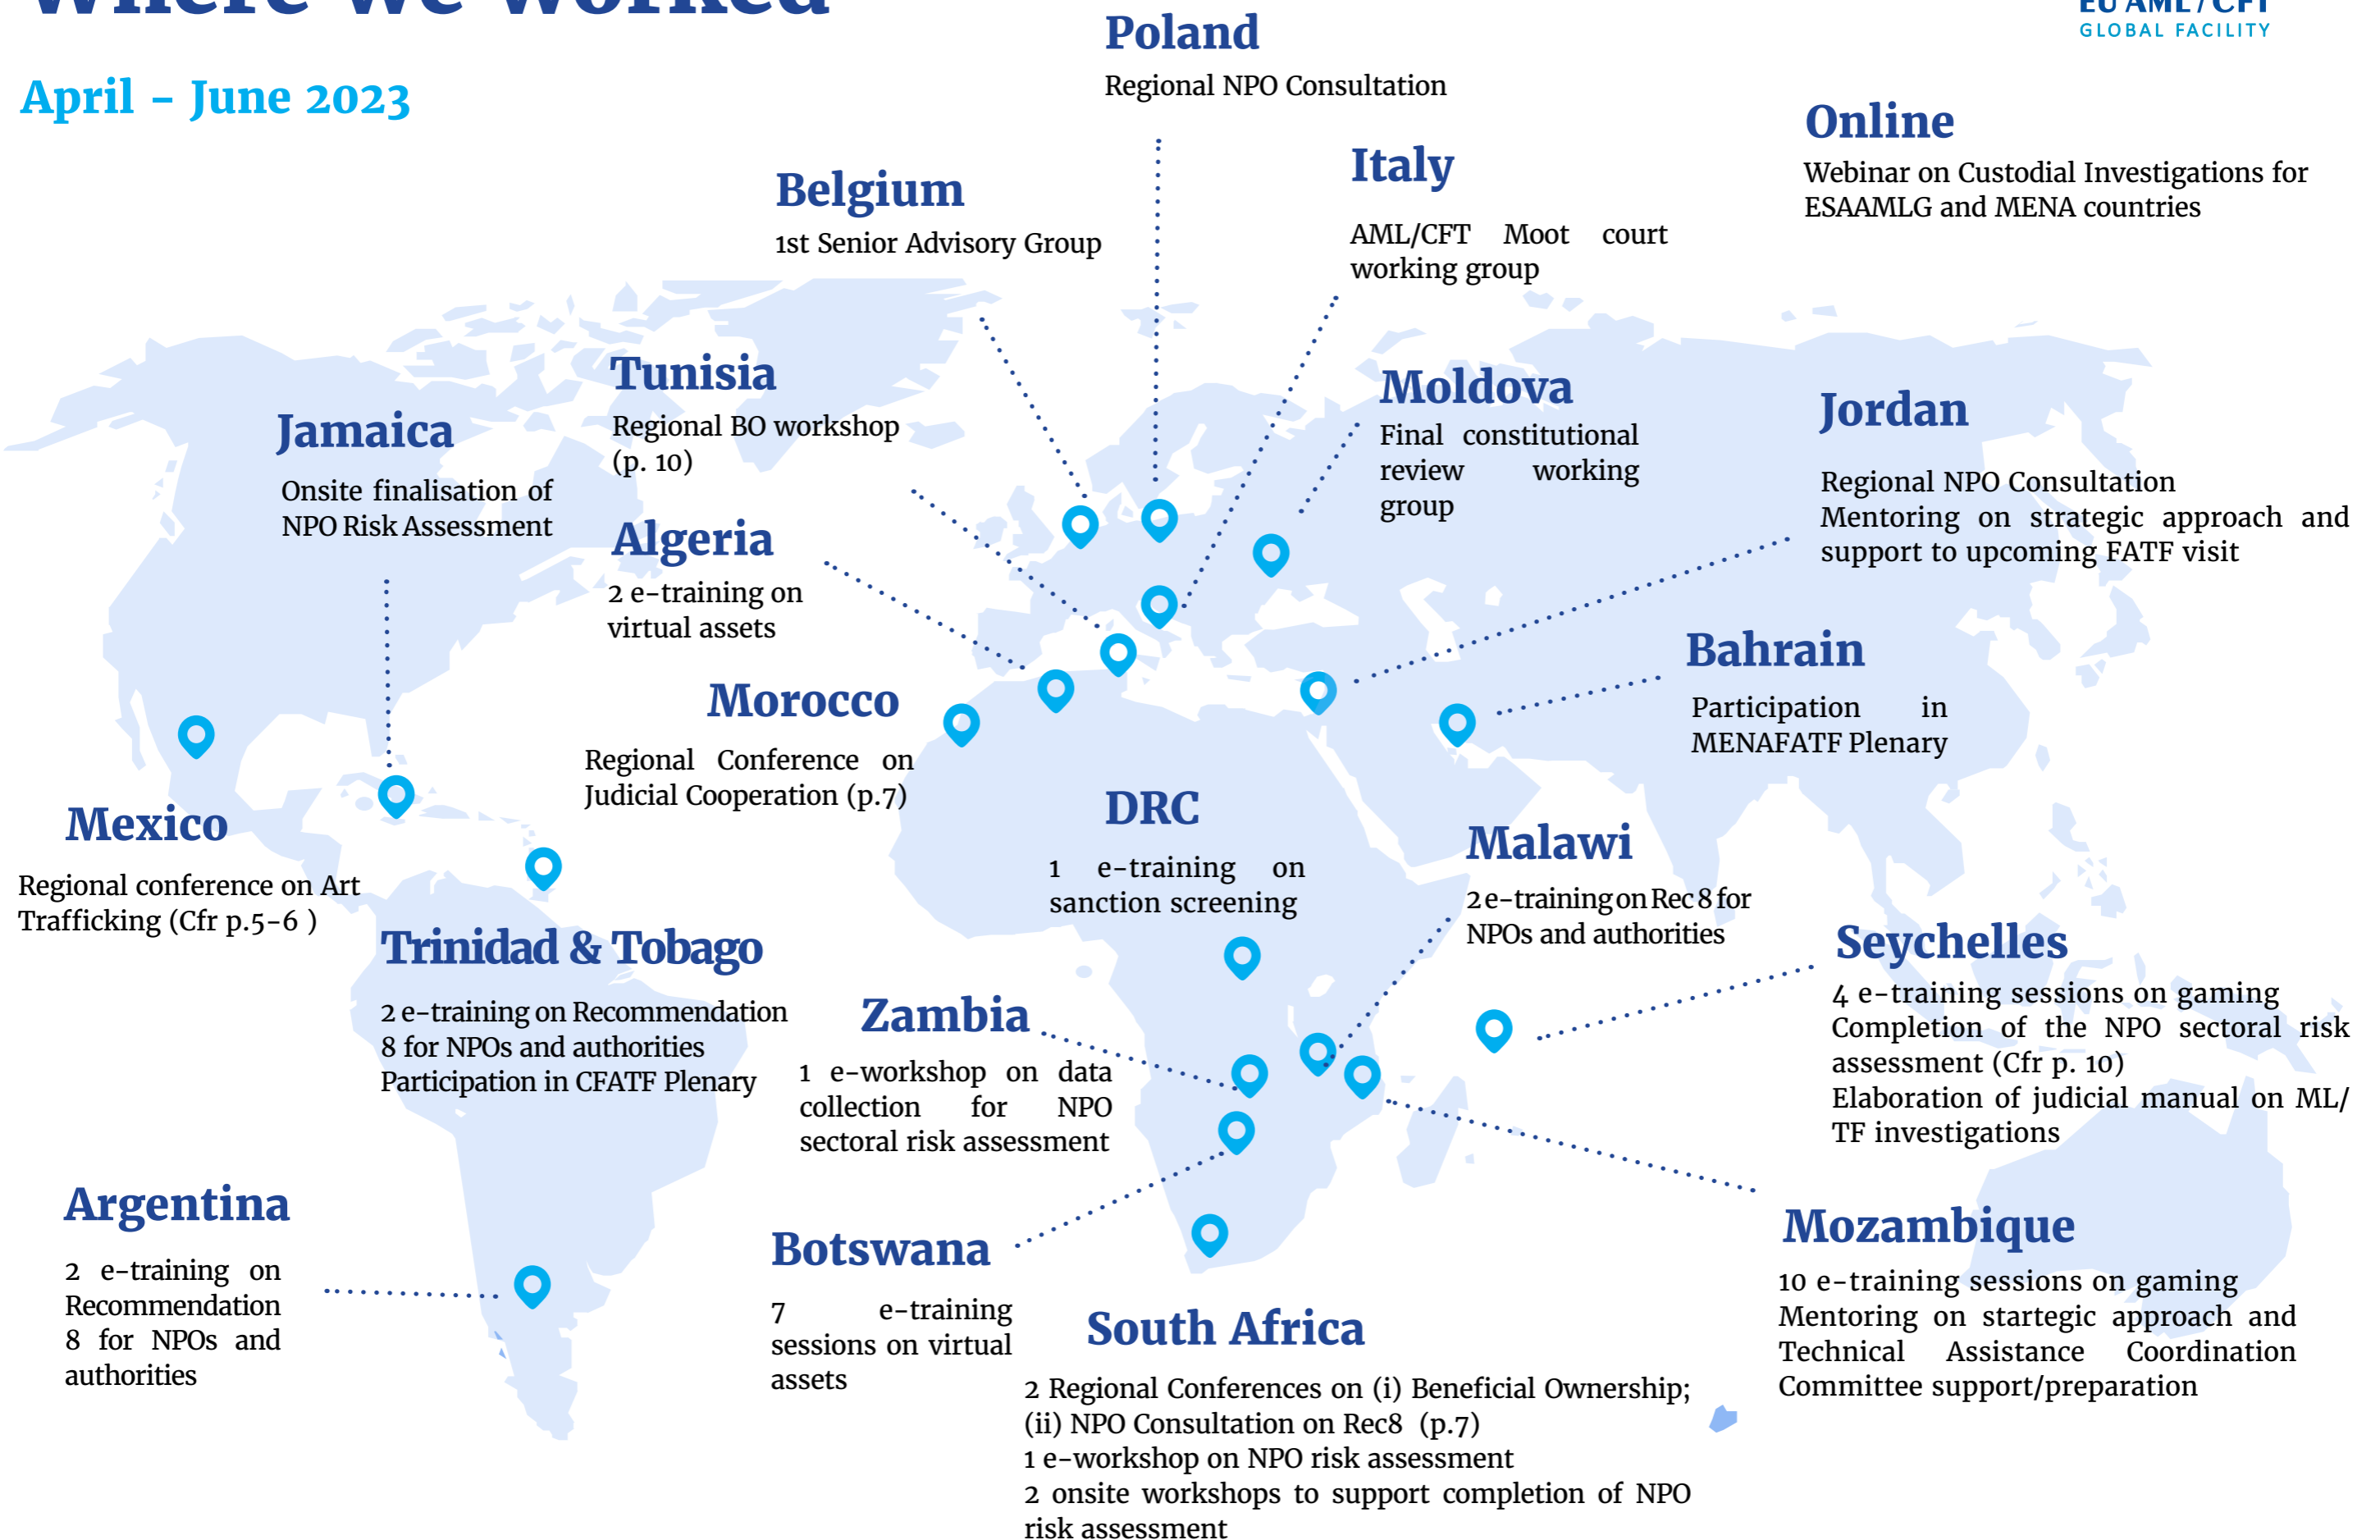 Where we worked
EU AML / CFT
GLOBAL FACILITY
April – June 2023
Poland
Regional NPO Consultation
Online
Webinar on Custodial Investigations for
ESAAMLG and MENA countries
Belgium
1st Senior Advisory Group
Italy
AML/CFT Moot court
working group
Tunisia
Regional BO workshop
(p. 10)
Moldova
Final constitutional
review working
group
Jordan
Regional NPO Consultation
Mentoring on strategic approach and
support to upcoming FATF visit
Jamaica
Onsite finalisation of
NPO Risk Assessment
Algeria
2 e-training on
virtual assets
Bahrain
Participation in
MENAFATF Plenary
Morocco
Regional Conference on
Judicial Cooperation (p.7)
Mexico
Regional conference on Art
Trafficking (Cfr p.5-6 )
DRC
1 e-training on
sanction screening
Malawi
2 e-training on Rec 8 for
NPOs and authorities
Trinidad & Tobago
2 e-training on Recommendation
8 for NPOs and authorities
Participation in CFATF Plenary
Zambia
1 e-workshop on data
collection for NPO
sectoral risk assessment
Seychelles
4 e-training sessions on gaming
Completion of the NPO sectoral risk
assessment (Cfr p. 10)
Elaboration of judicial manual on ML/
TF investigations
Argentina
2 e-training on
Recommendation
8 for NPOs and
authorities
Botswana
7 e-training
sessions on virtual
assets
South Africa
2 Regional Conferences on (i) Beneficial Ownership;
(ii) NPO Consultation on Rec8 (p.7)
1 e-workshop on NPO risk assessment
2 onsite workshops to support completion of NPO
risk assessment
Mozambique
10 e-training sessions on gaming
Mentoring on startegic approach and
Technical Assistance Coordination
Committee support/preparation